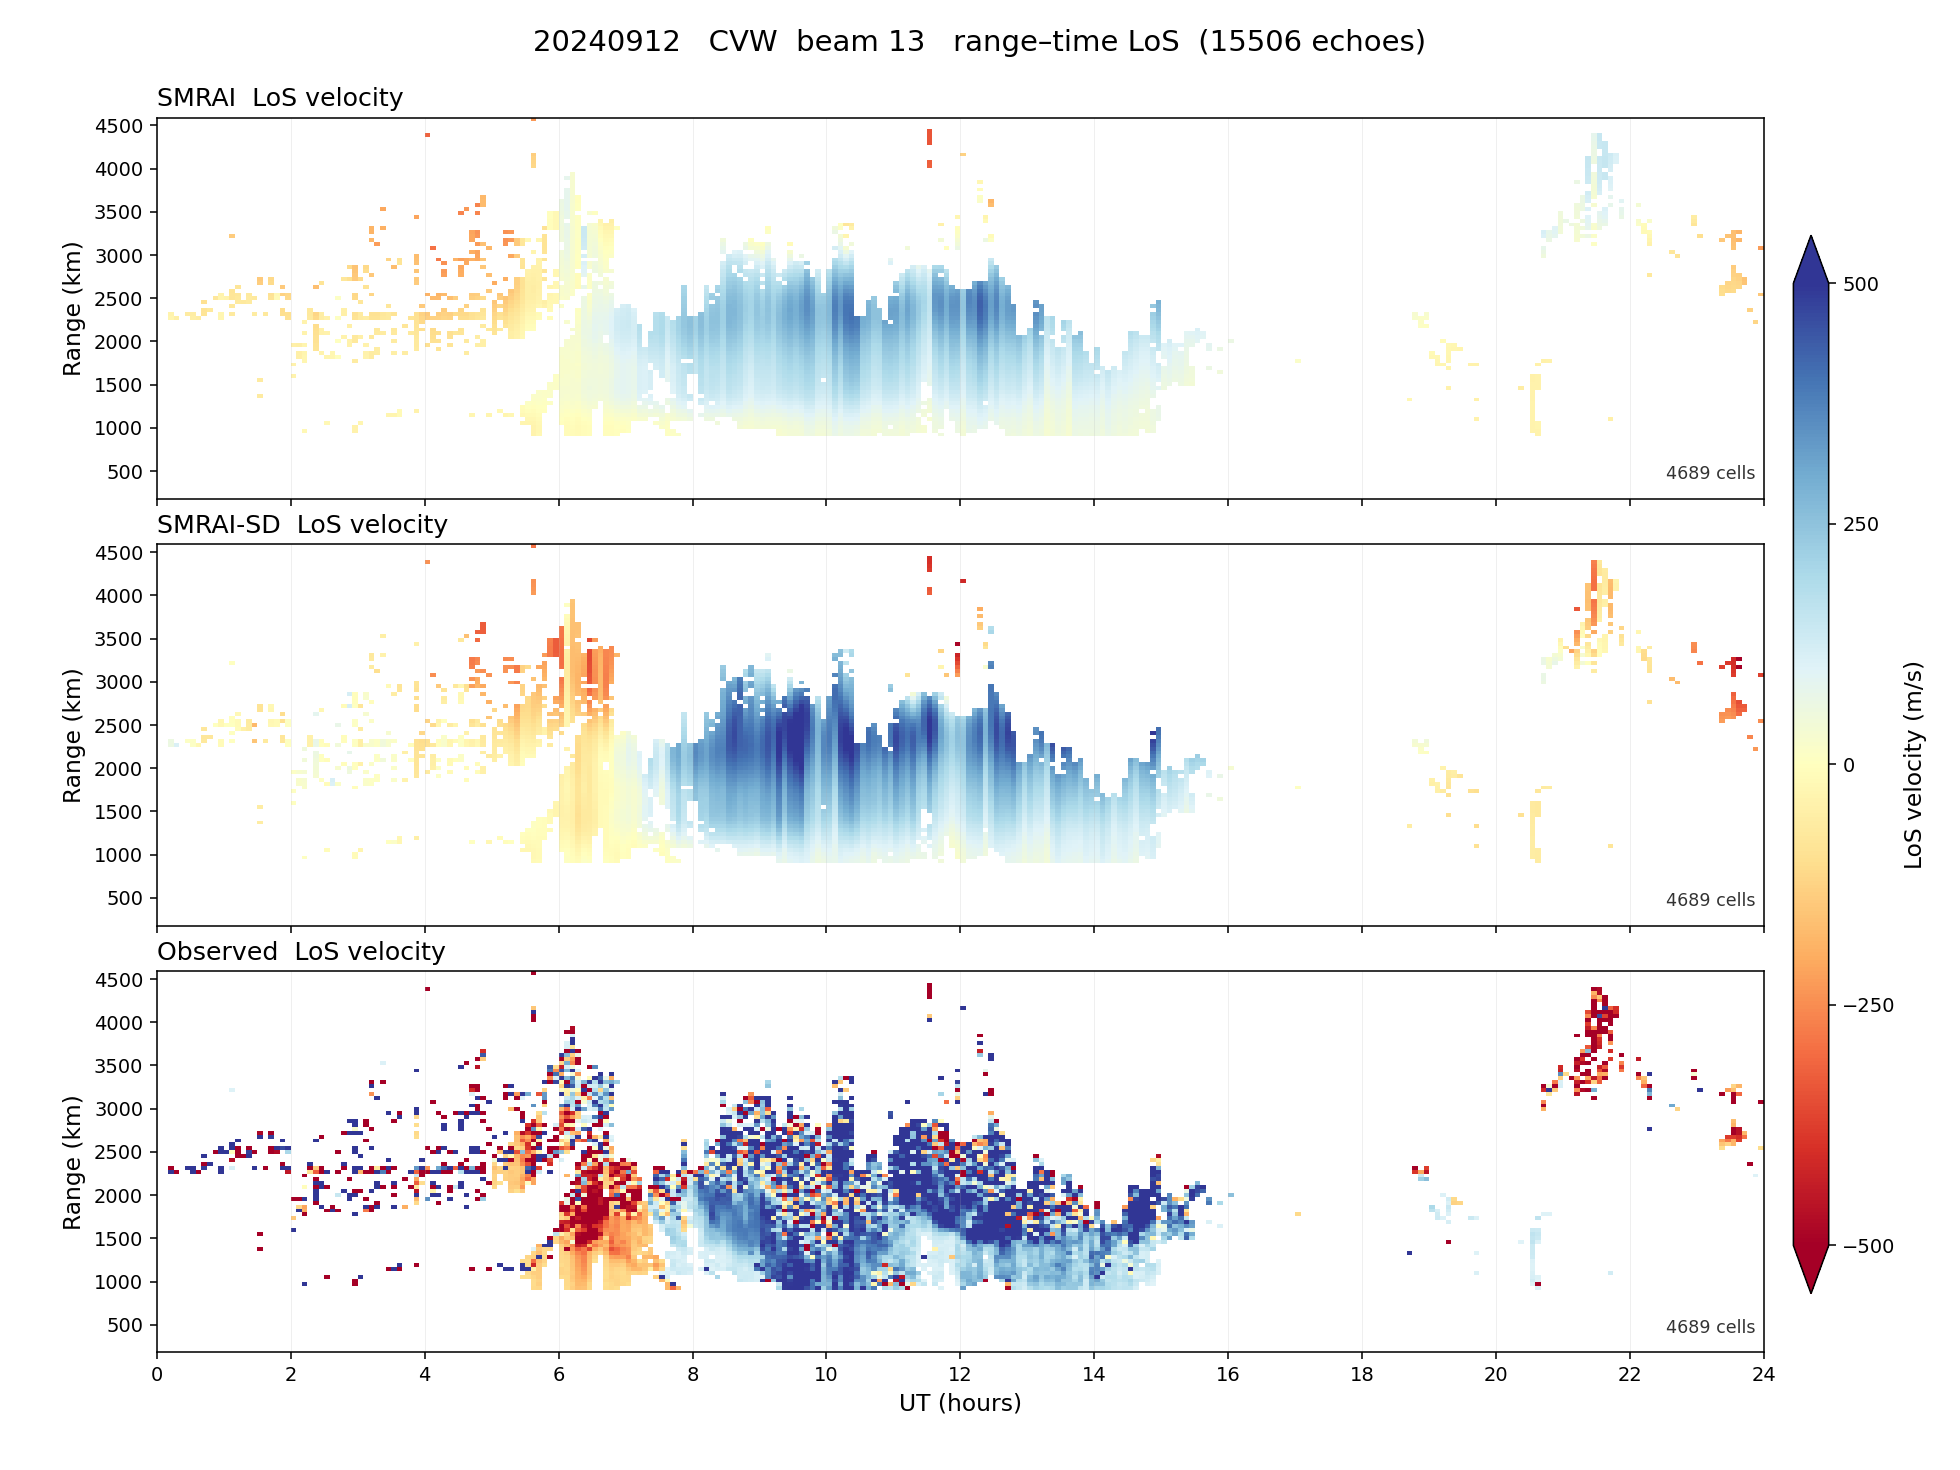 20240912   CVW  beam 13   range–time LoS  (15506 echoes)
SMRAI  LoS velocity
4500
4000
3500
3000
2500
2000
1500
1000
500
Range (km)
4689 cells
SMRAI-SD  LoS velocity
4500
4000
3500
3000
2500
2000
1500
1000
500
Range (km)
4689 cells
Observed  LoS velocity
4500
4000
3500
3000
2500
2000
1500
1000
500
Range (km)
4689 cells
0 2 4 6 8 10 12 14 16 18 20 22 24
UT (hours)
500
250
0
−250
−500
LoS velocity (m/s)